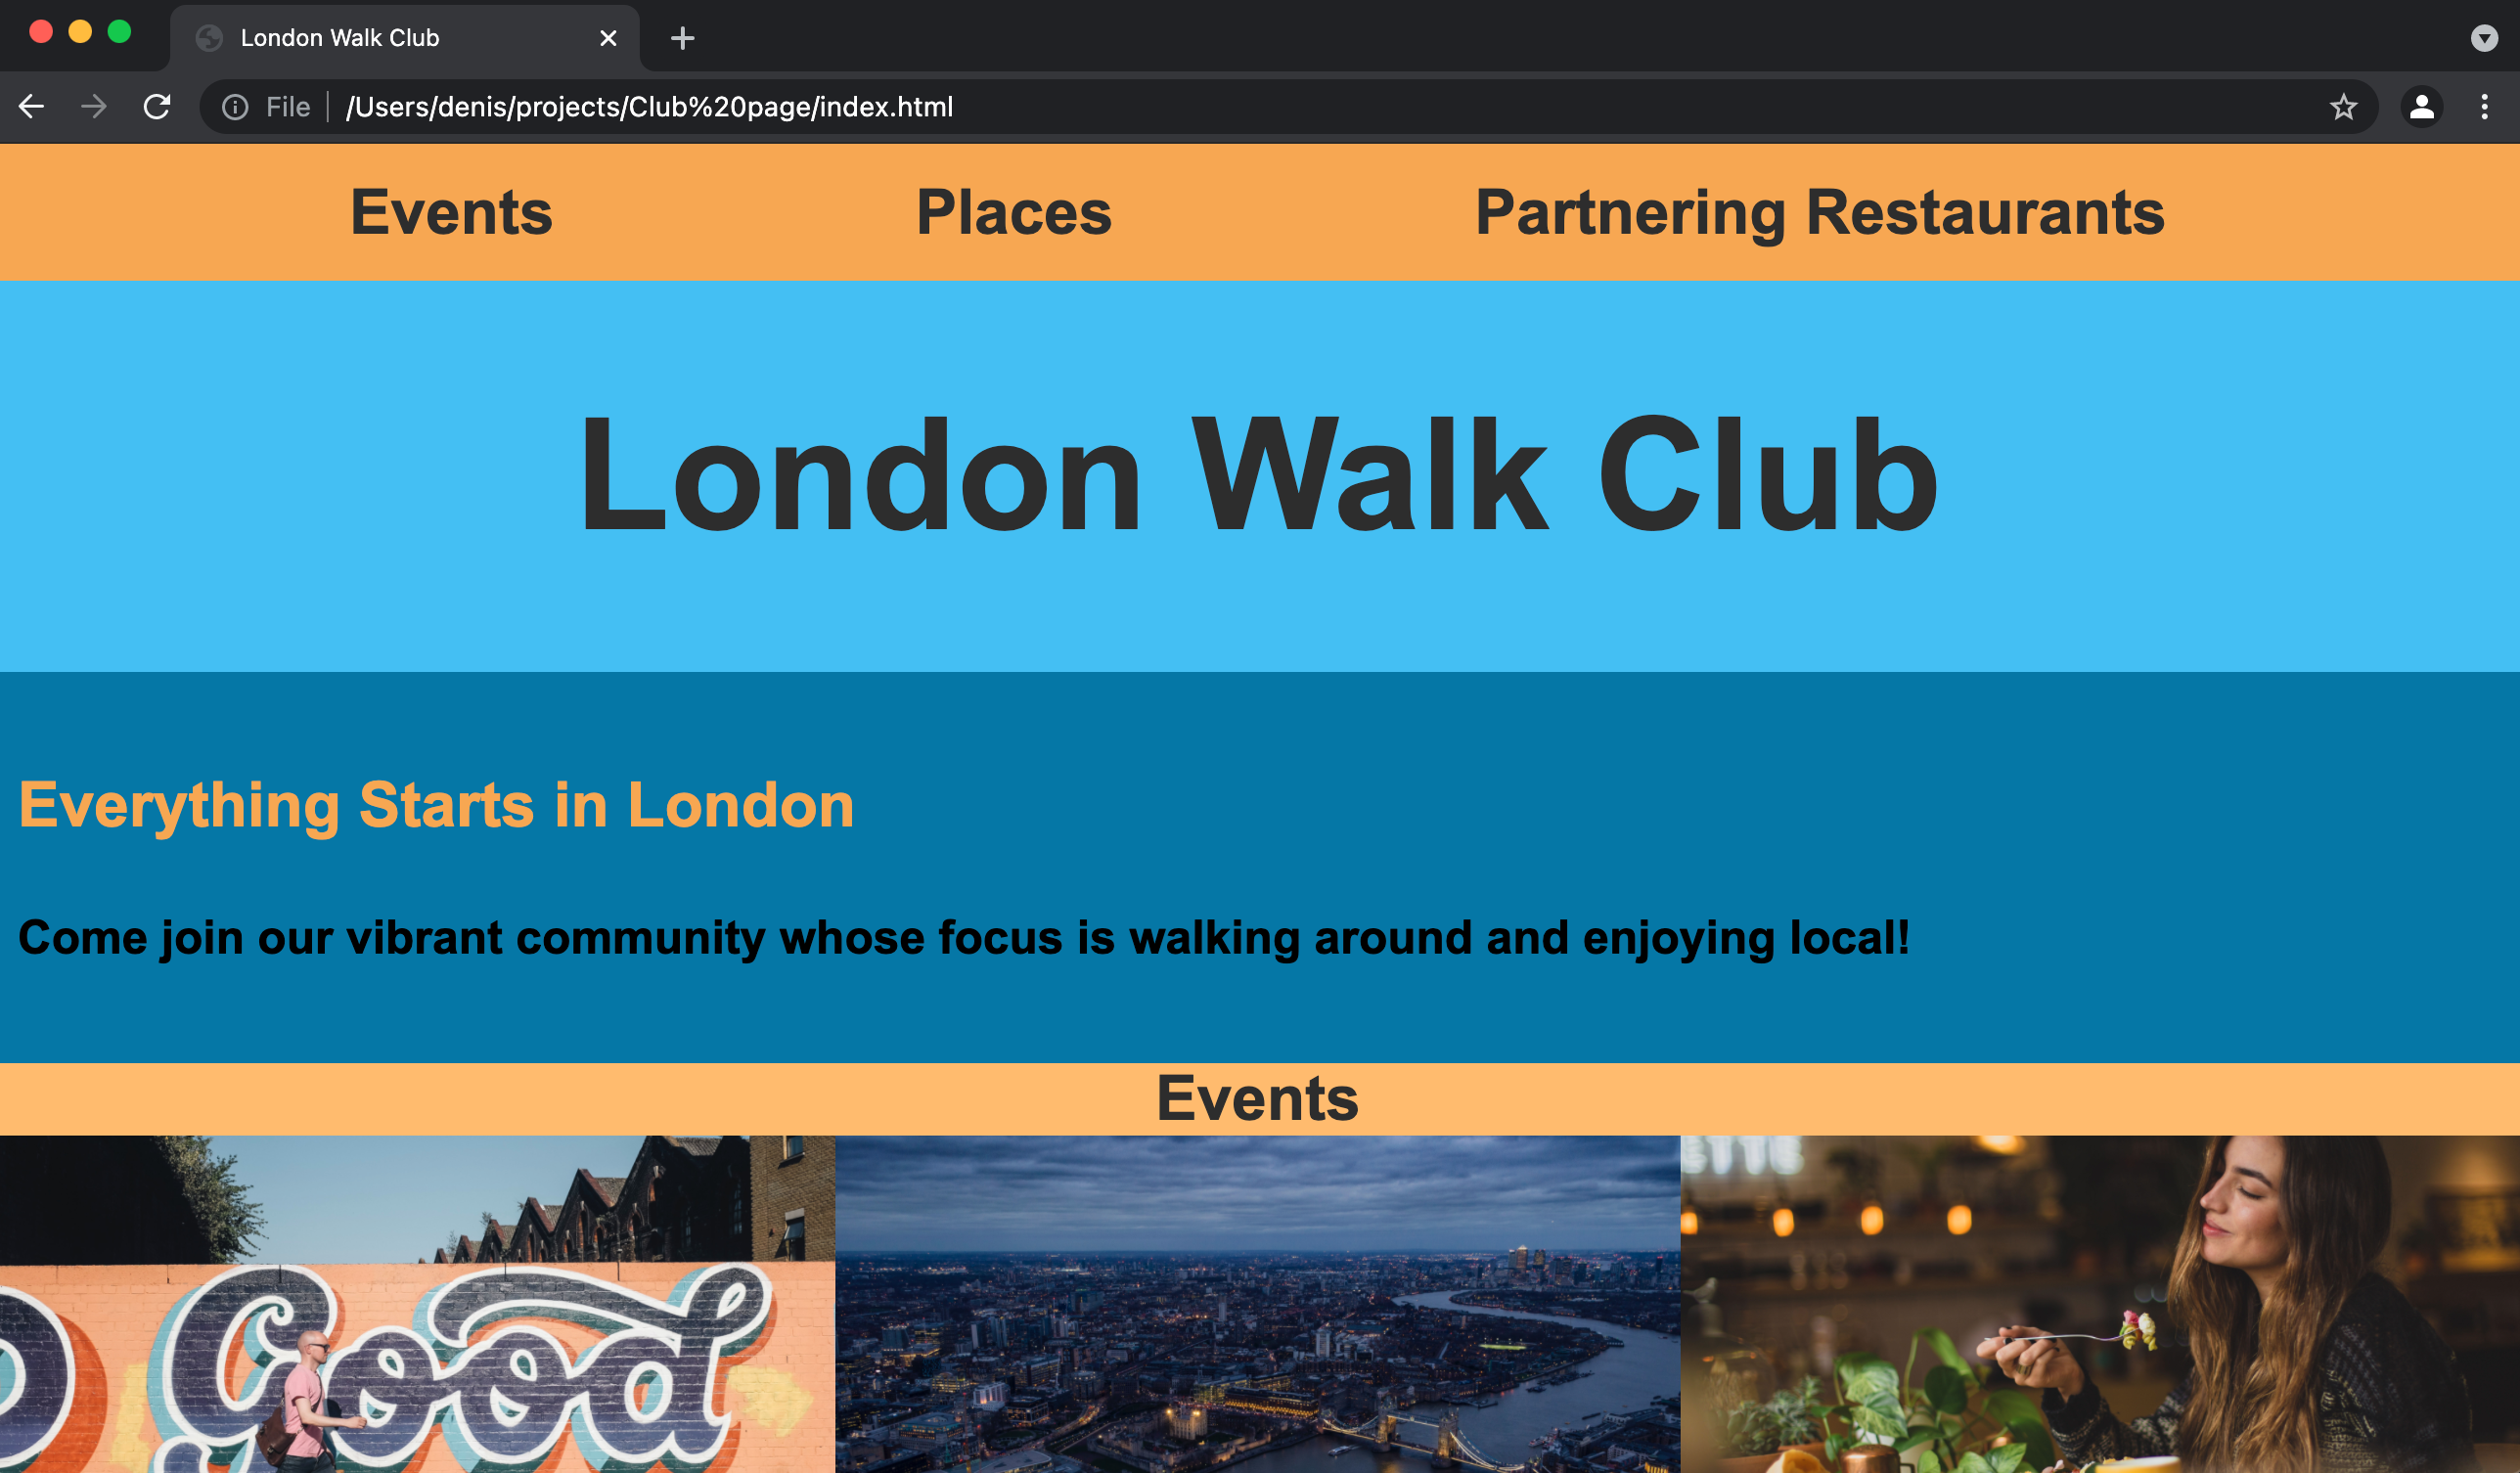 London Walk Club
File
/Users/denis/projects/Club%20page/index.html
Events
Places
Partnering Restaurants
London Walk Club
Everything Starts in London
Come join our vibrant community whose focus is walking around and enjoying local!
Events
Good